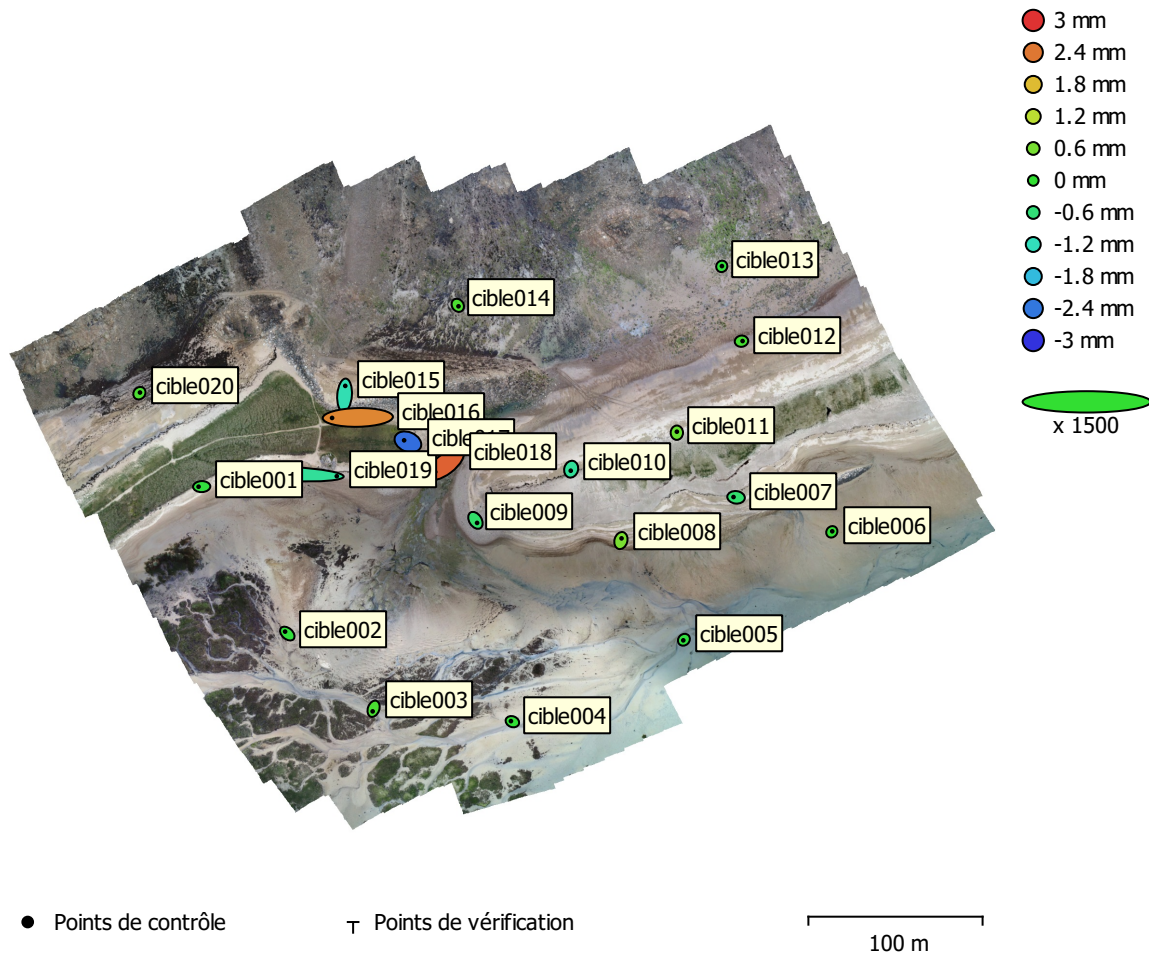 3 mm
2.4 mm
1.8 mm
1.2 mm
0.6 mm
0 mm
-0.6 mm
-1.2 mm
-1.8 mm
-2.4 mm
-3 mm
x 1500
cible013
cible014
cible012
cible020
cible015
cible016
cible011
cible018
cible010
cible019
cible001
cible007
cible009
cible008
cible006
cible002
cible005
cible003
cible004
Points de contrôle
Points de vérification
100 m